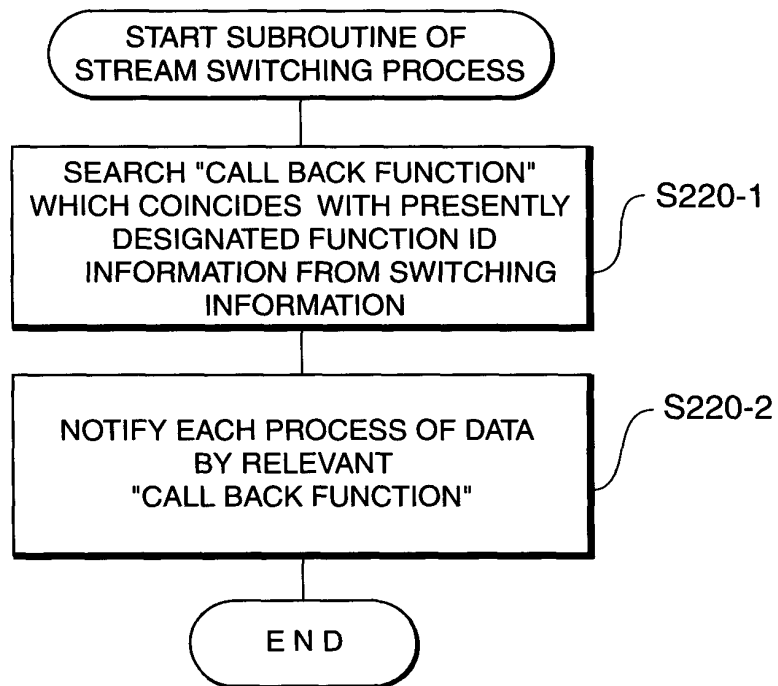 START SUBROUTINE OF
STREAM SWITCHING PROCESS
SEARCH "CALL BACK FUNCTION"
WHICH COINCIDES WITH PRESENTLY
DESIGNATED FUNCTION ID
INFORMATION FROM SWITCHING
INFORMATION
S220-1
NOTIFY EACH PROCESS OF DATA
BY RELEVANT
"CALL BACK FUNCTION"
S220-2
END